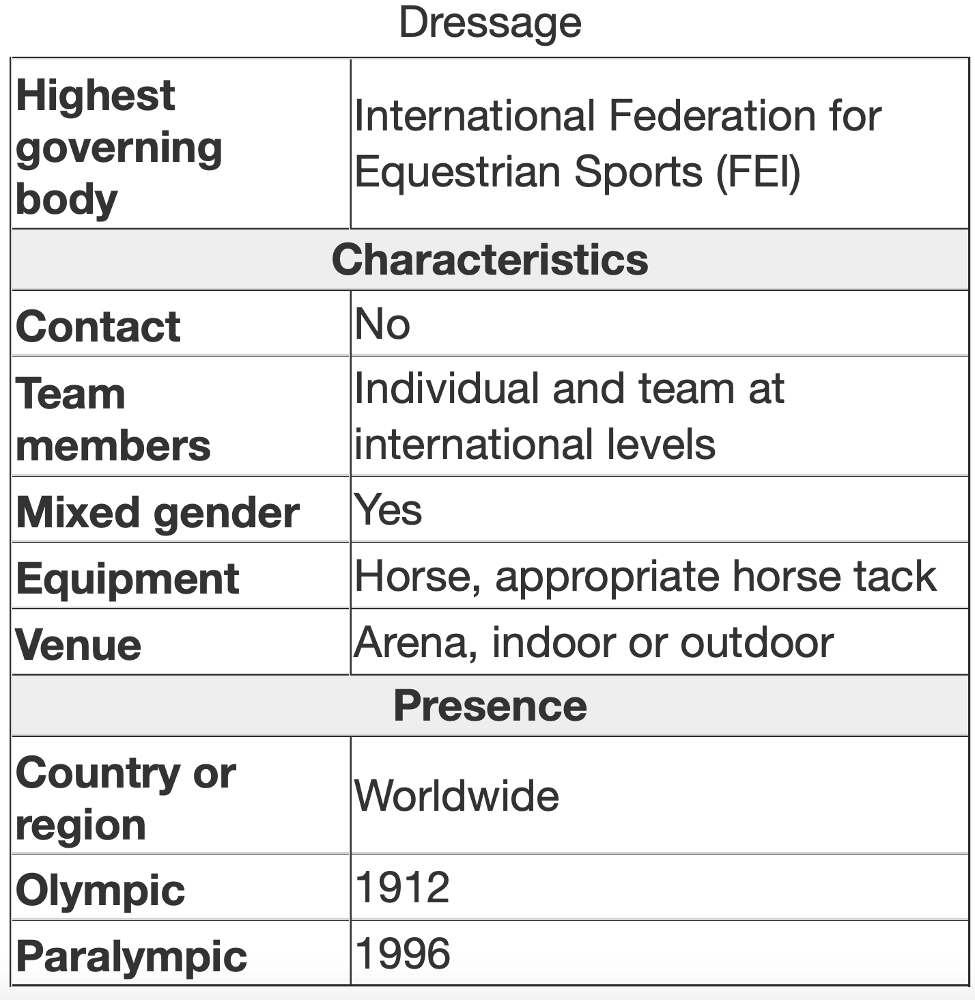 Dressage
Highest
governing
body
International Federation for
Equestrian Sports (FEI)
Characteristics
Contact
No
Team
members
Individual and team at
international levels
Mixed gender
Yes
Equipment
Horse, appropriate horse tack
Venue
Arena, indoor or outdoor
Presence
Country or
region
Worldwide
Olympic
1912
Paralympic
1996